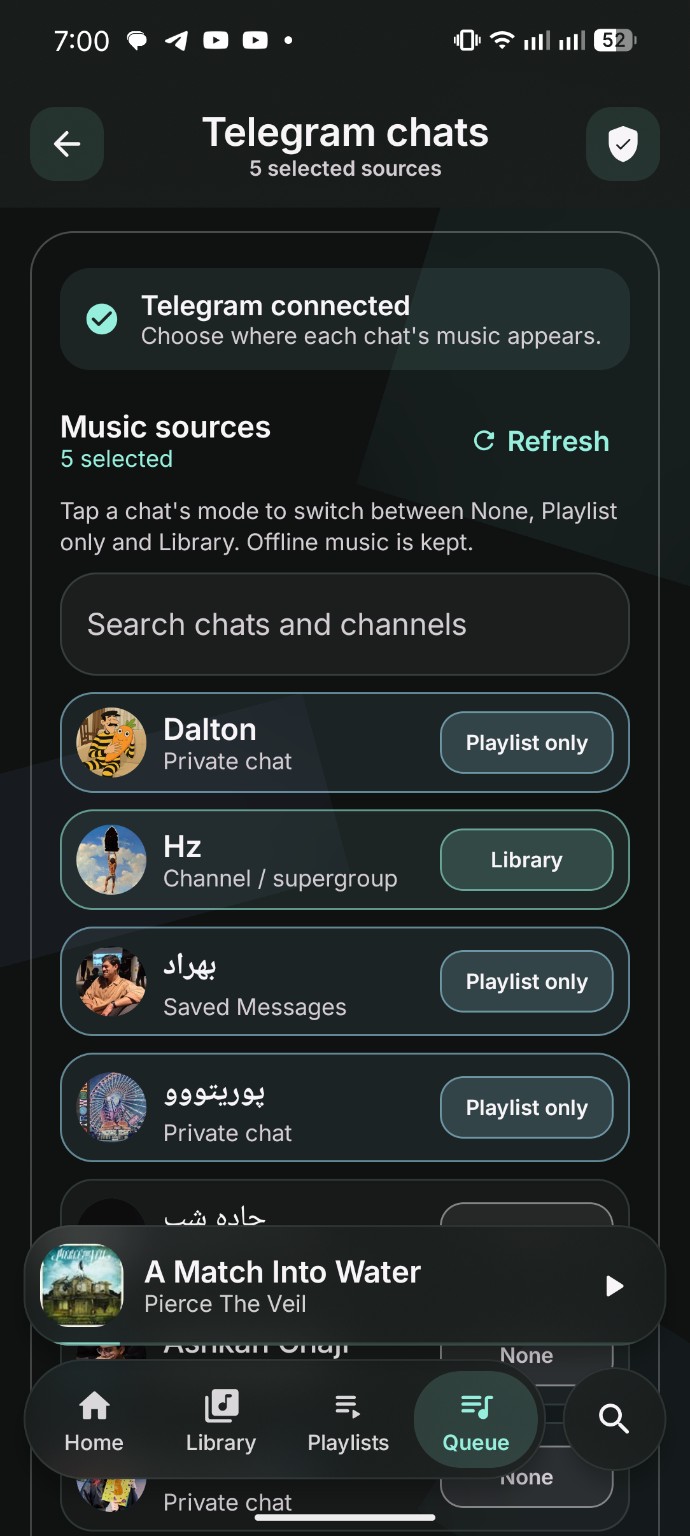 7:00
52
Telegram chats
5 selected sources
Telegram connected
Choose where each chat's music appears.
Music sources
5 selected
Refresh
Tap a chat's mode to switch between None, Playlist
only and Library. Offline music is kept.
Search chats and channels
Dalton
Private chat
Playlist only
Hz
Channel / supergroup
Library
بهراد
Saved Messages
Playlist only
پوریتووو
Private chat
Playlist only
جاده شب
A Match Into Water
Pierce The Veil
None
Home
Library
Playlists
Queue
None
Private chat